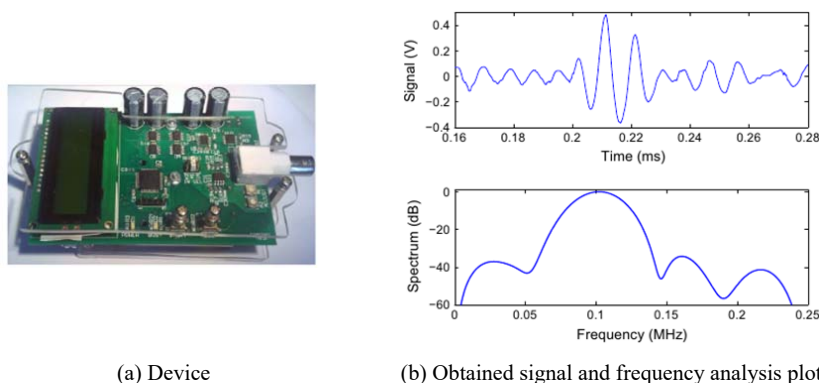 0.4
0.2
0
−0.2
−0.4
Signal (V)
0.16 0.18 0.2 0.22 0.24 0.26 0.28
Time (ms)
0
−20
−40
−60
Spectrum (dB)
0 0.05 0.1 0.15 0.2 0.25
Frequency (MHz)
(a) Device
(b) Obtained signal and frequency analysis plot